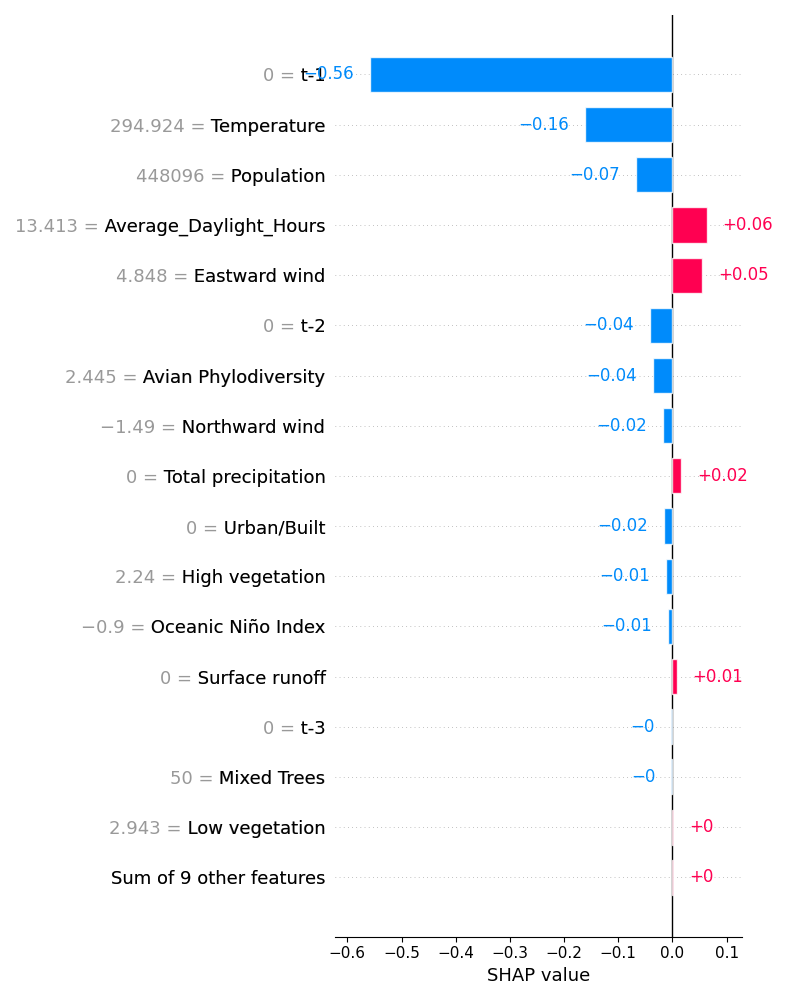 0 = t-1 −0.56
294.924 = Temperature −0.16
448096 = Population −0.07
13.413 = Average_Daylight_Hours +0.06
4.848 = Eastward wind +0.05
0 = t-2 −0.04
2.445 = Avian Phylodiversity −0.04
−1.49 = Northward wind −0.02
0 = Total precipitation +0.02
0 = Urban/Built −0.02
2.24 = High vegetation −0.01
−0.9 = Oceanic Niño Index −0.01
0 = Surface runoff +0.01
0 = t-3 −0
50 = Mixed Trees −0
2.943 = Low vegetation +0
Sum of 9 other features +0
−0.6 −0.5 −0.4 −0.3 −0.2 −0.1 0.0 0.1
SHAP value